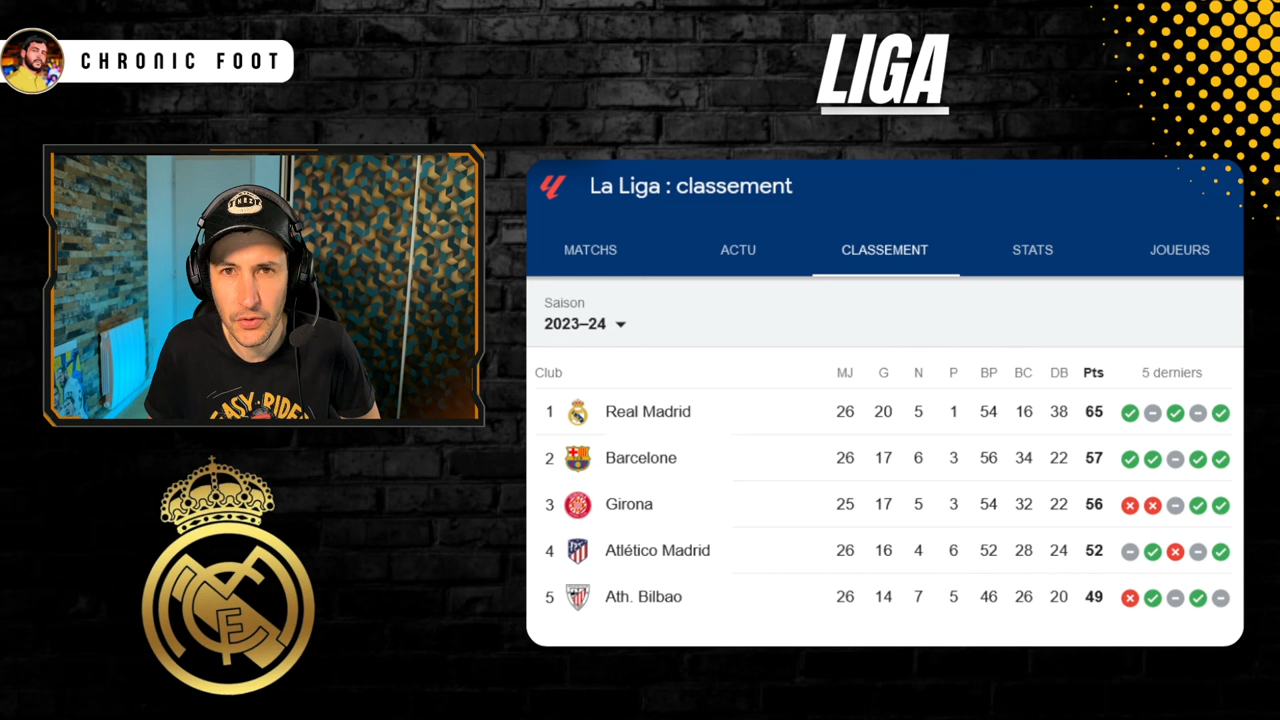 CHRONIC FOOT
LIGA
La Liga : classement
MATCHS ACTU CLASSEMENT STATS JOUEURS
Saison
2023–24
Club MJ G N P BP BC DB Pts 5 derniers
1 Real Madrid 26 20 5 1 54 16 38 65
2 Barcelone 26 17 6 3 56 34 22 57
3 Girona 25 17 5 3 54 32 22 56
4 Atlético Madrid 26 16 4 6 52 28 24 52
5 Ath. Bilbao 26 14 7 5 46 26 20 49
EASY RIDE